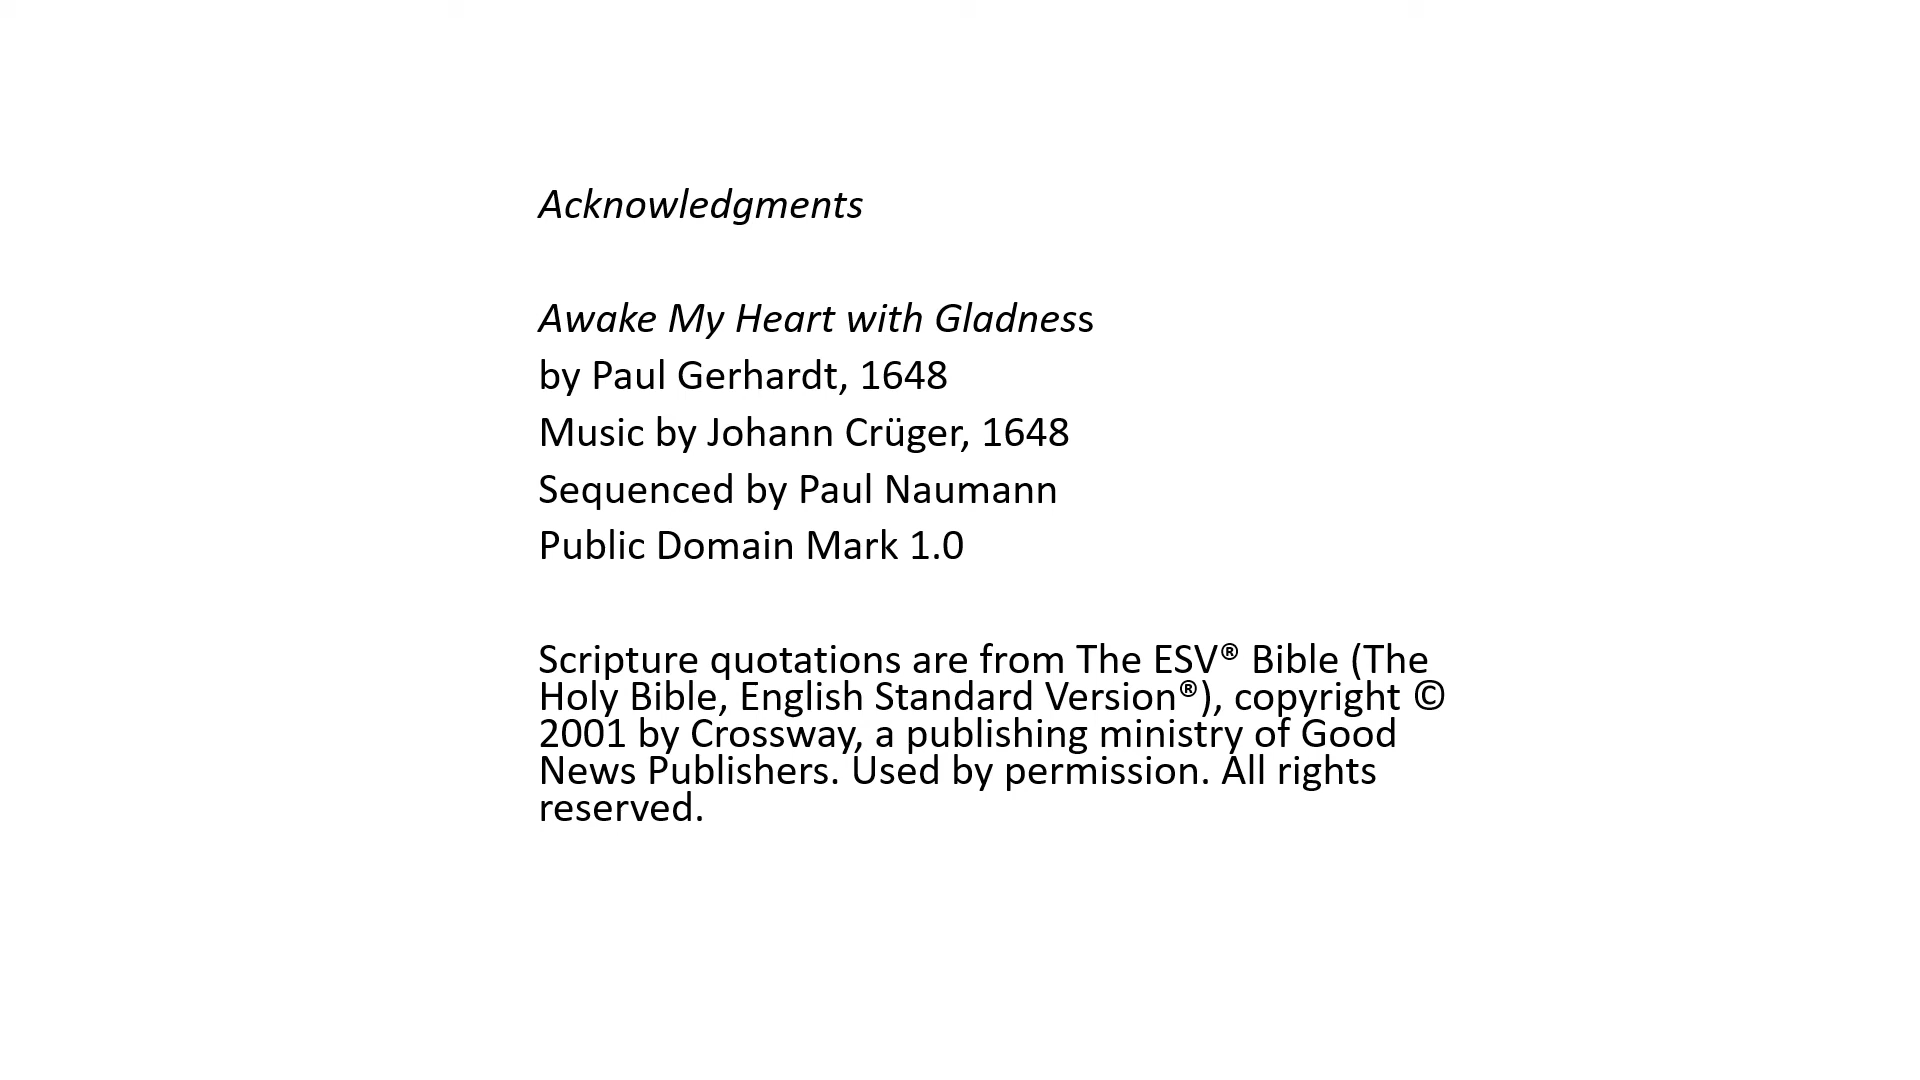 Acknowledgments
Awake My Heart with Gladness
by Paul Gerhardt, 1648
Music by Johann Crüger, 1648
Sequenced by Paul Naumann
Public Domain Mark 1.0
Scripture quotations are from The ESV® Bible (The
Holy Bible, English Standard Version®), copyright ©
2001 by Crossway, a publishing ministry of Good
News Publishers. Used by permission. All rights
reserved.